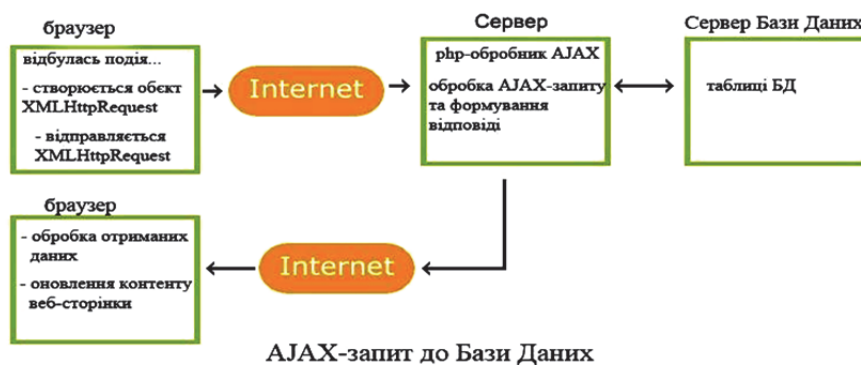 браузер
відбулась подія...
- створюється обєкт
XMLHttpRequest
- відправляється
XMLHttpRequest
Internet
Сервер
php-обробник AJAX
обробка AJAX-запиту
та формування
відповіді
Сервер Бази Даних
таблиці БД
браузер
- обробка отриманих
даних
- оновлення контенту
веб-сторінки
Internet
AJAX-запит до Бази Даних